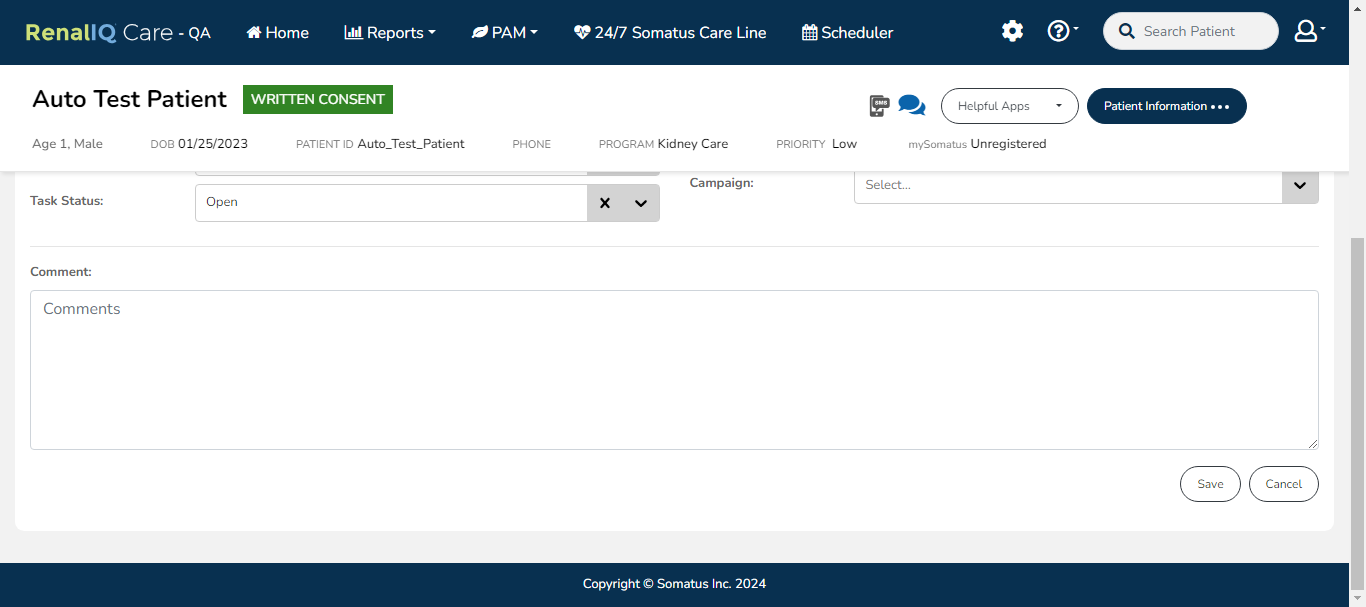 RenalIQ Care - QA Home Reports PAM 24/7 Somatus Care Line Scheduler Search Patient
Auto Test Patient WRITTEN CONSENT SMS Helpful Apps Patient Information
Age 1, Male DOB 01/25/2023 PATIENT ID Auto_Test_Patient PHONE PROGRAM Kidney Care PRIORITY Low mySomatus Unregistered
Campaign: Select...
Task Status: Open
Comment:
Comments
Save Cancel
Copyright © Somatus Inc. 2024